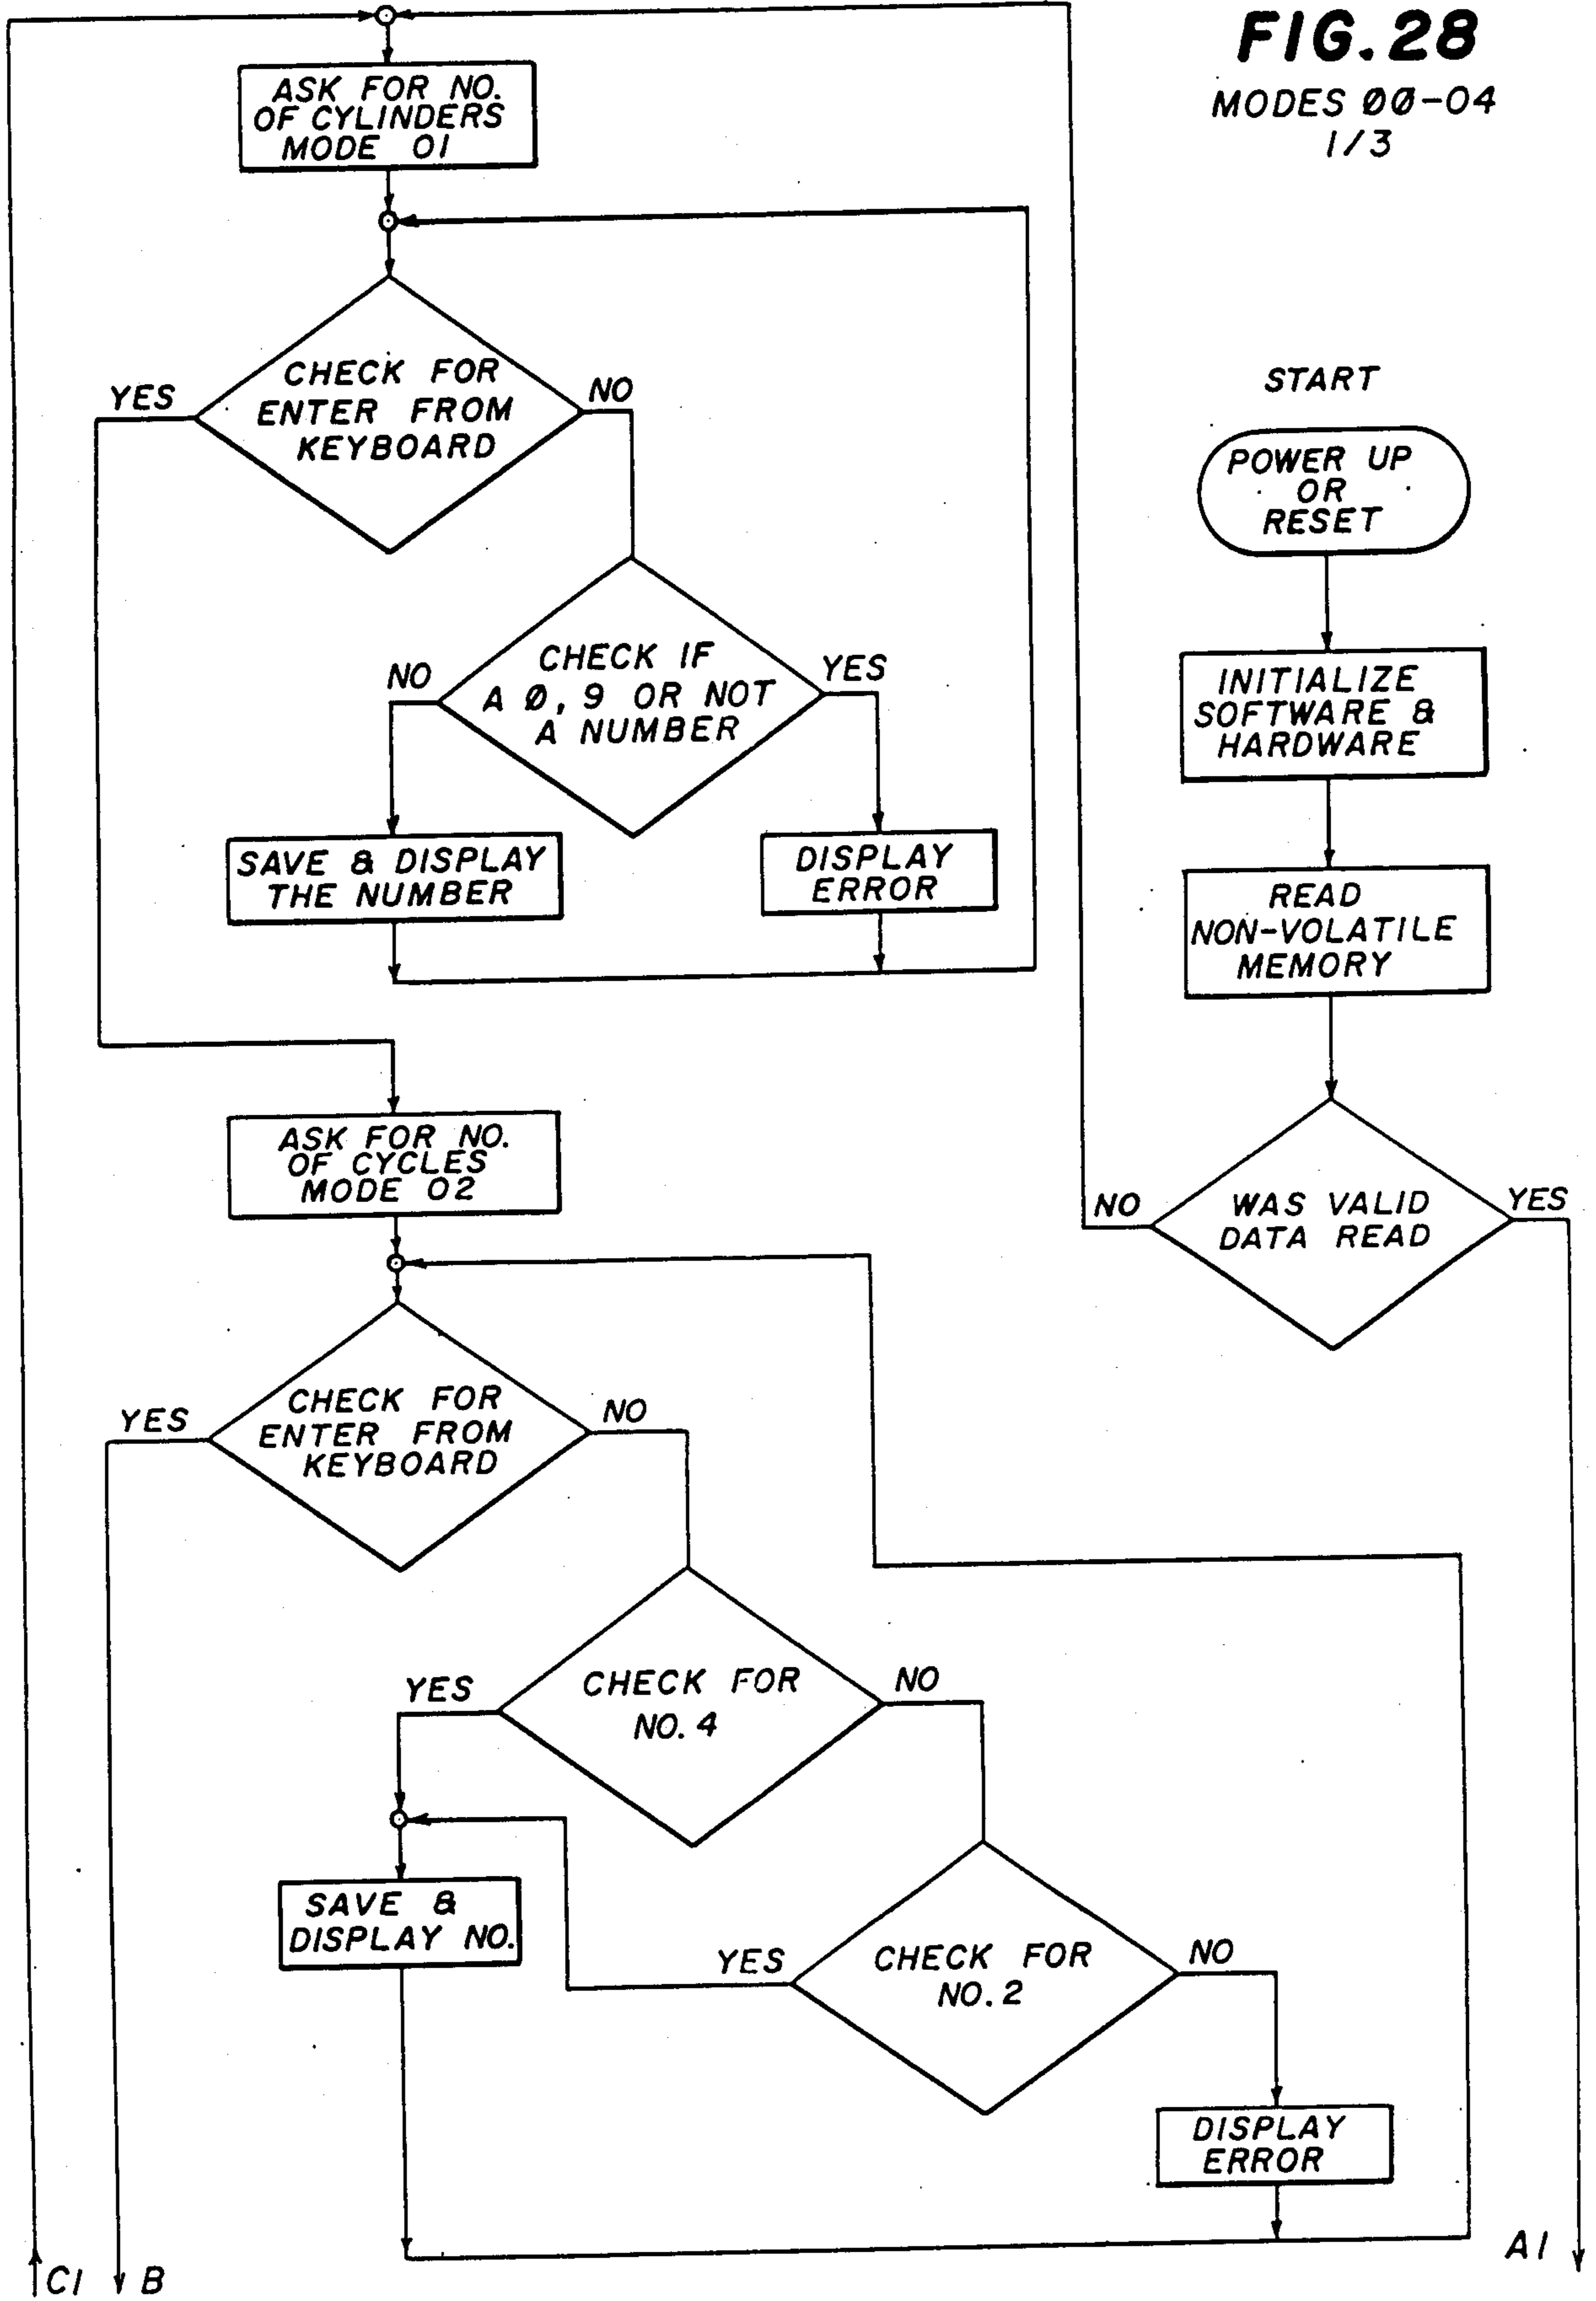 FIG.28
MODES 00-04
1/3
ASK FOR NO.
OF CYLINDERS
MODE 01
CHECK FOR
ENTER FROM
KEYBOARD
YES
NO
CHECK IF
A 0, 9 OR NOT
A NUMBER
NO
YES
SAVE & DISPLAY
THE NUMBER
DISPLAY
ERROR
START
POWER UP
OR
RESET
INITIALIZE
SOFTWARE &
HARDWARE
READ
NON-VOLATILE
MEMORY
WAS VALID
DATA READ
NO
YES
ASK FOR NO.
OF CYCLES
MODE 02
CHECK FOR
ENTER FROM
KEYBOARD
YES
NO
CHECK FOR
NO. 4
YES
NO
SAVE &
DISPLAY NO.
CHECK FOR
NO. 2
YES
NO
DISPLAY
ERROR
C1
B
A1